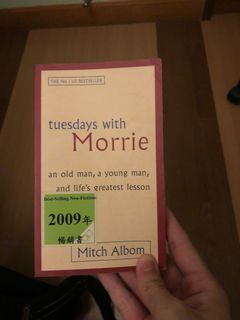 THE No. 1 US BESTSELLER
tuesdays with
Morrie
an old man, a young man,
and life's greatest lesson
Best-Selling Non-Fiction
2009年
暢銷書
Mitch Albom